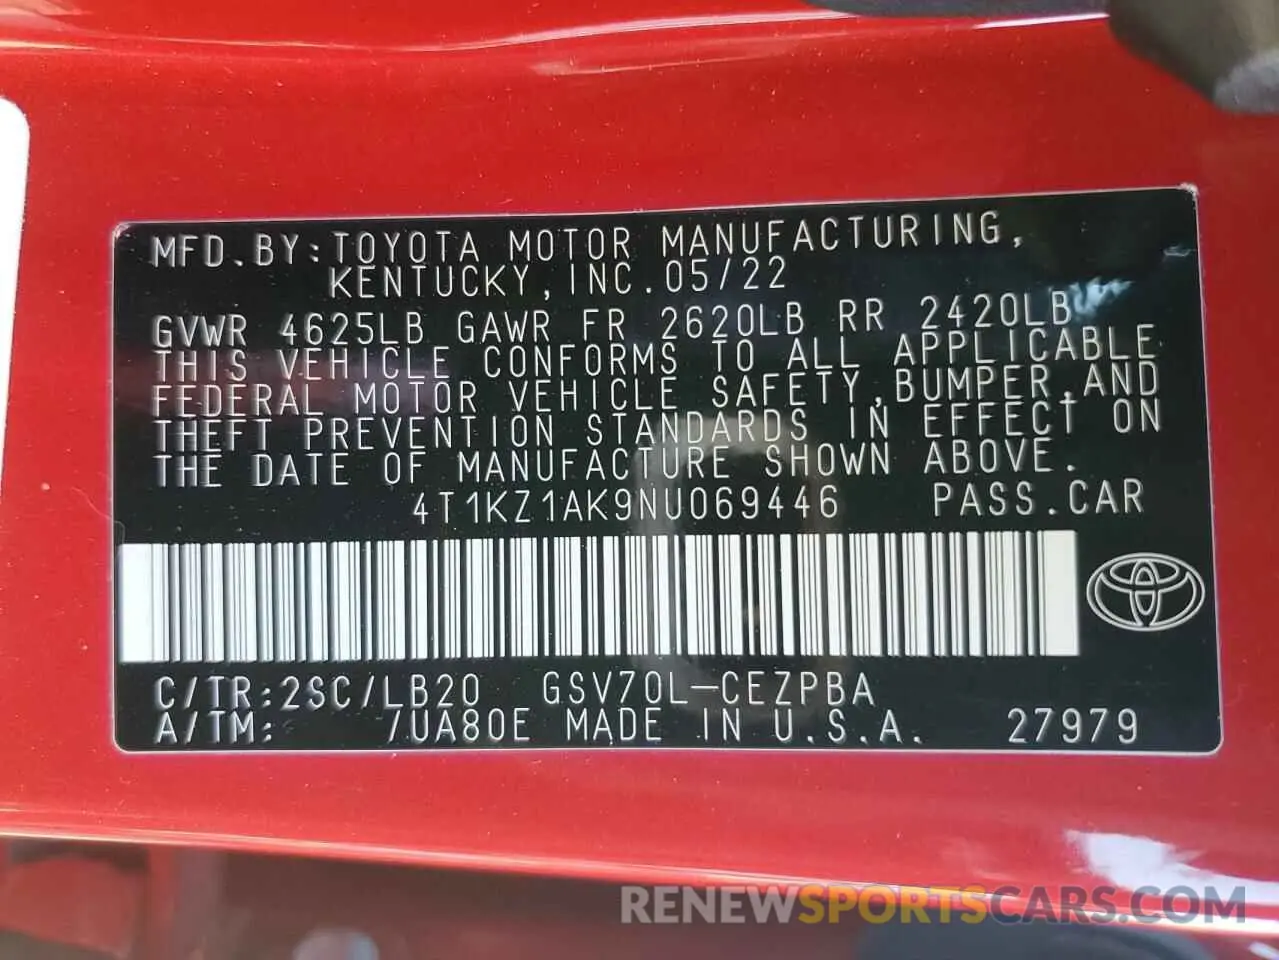 MFD.BY:TOYOTA MOTOR MANUFACTURING,
KENTUCKY,INC.05/22
GVWR 4625LB GAWR FR 2620LB RR 2420LB
THIS VEHICLE CONFORMS TO ALL APPLICABLE
FEDERAL MOTOR VEHICLE SAFETY,BUMPER,AND
THEFT PREVENTION STANDARDS IN EFFECT ON
THE DATE OF MANUFACTURE SHOWN ABOVE.
4T1KZ1AK9NU069446 PASS.CAR
C/TR:2SC/LB20 GSV70L-CEZPBA
A/TM: /UA80E MADE IN U.S.A. 27979
RENEWSPORTSCARS.COM